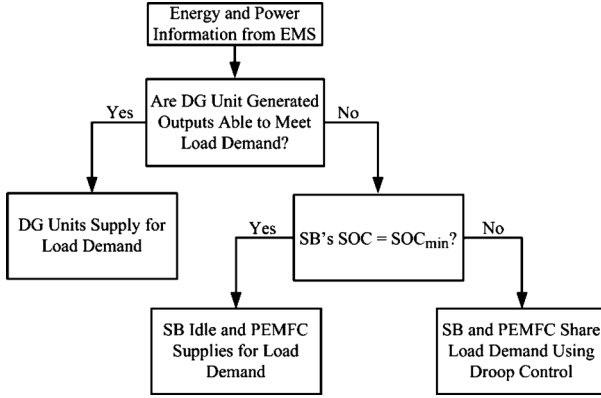 Energy and Power
Information from EMS
Are DG Unit Generated
Outputs Able to Meet
Load Demand?
Yes
No
DG Units Supply for
Load Demand
SB's SOC = SOCmin?
Yes
No
SB Idle and PEMFC
Supplies for Load
Demand
SB and PEMFC Share
Load Demand Using
Droop Control